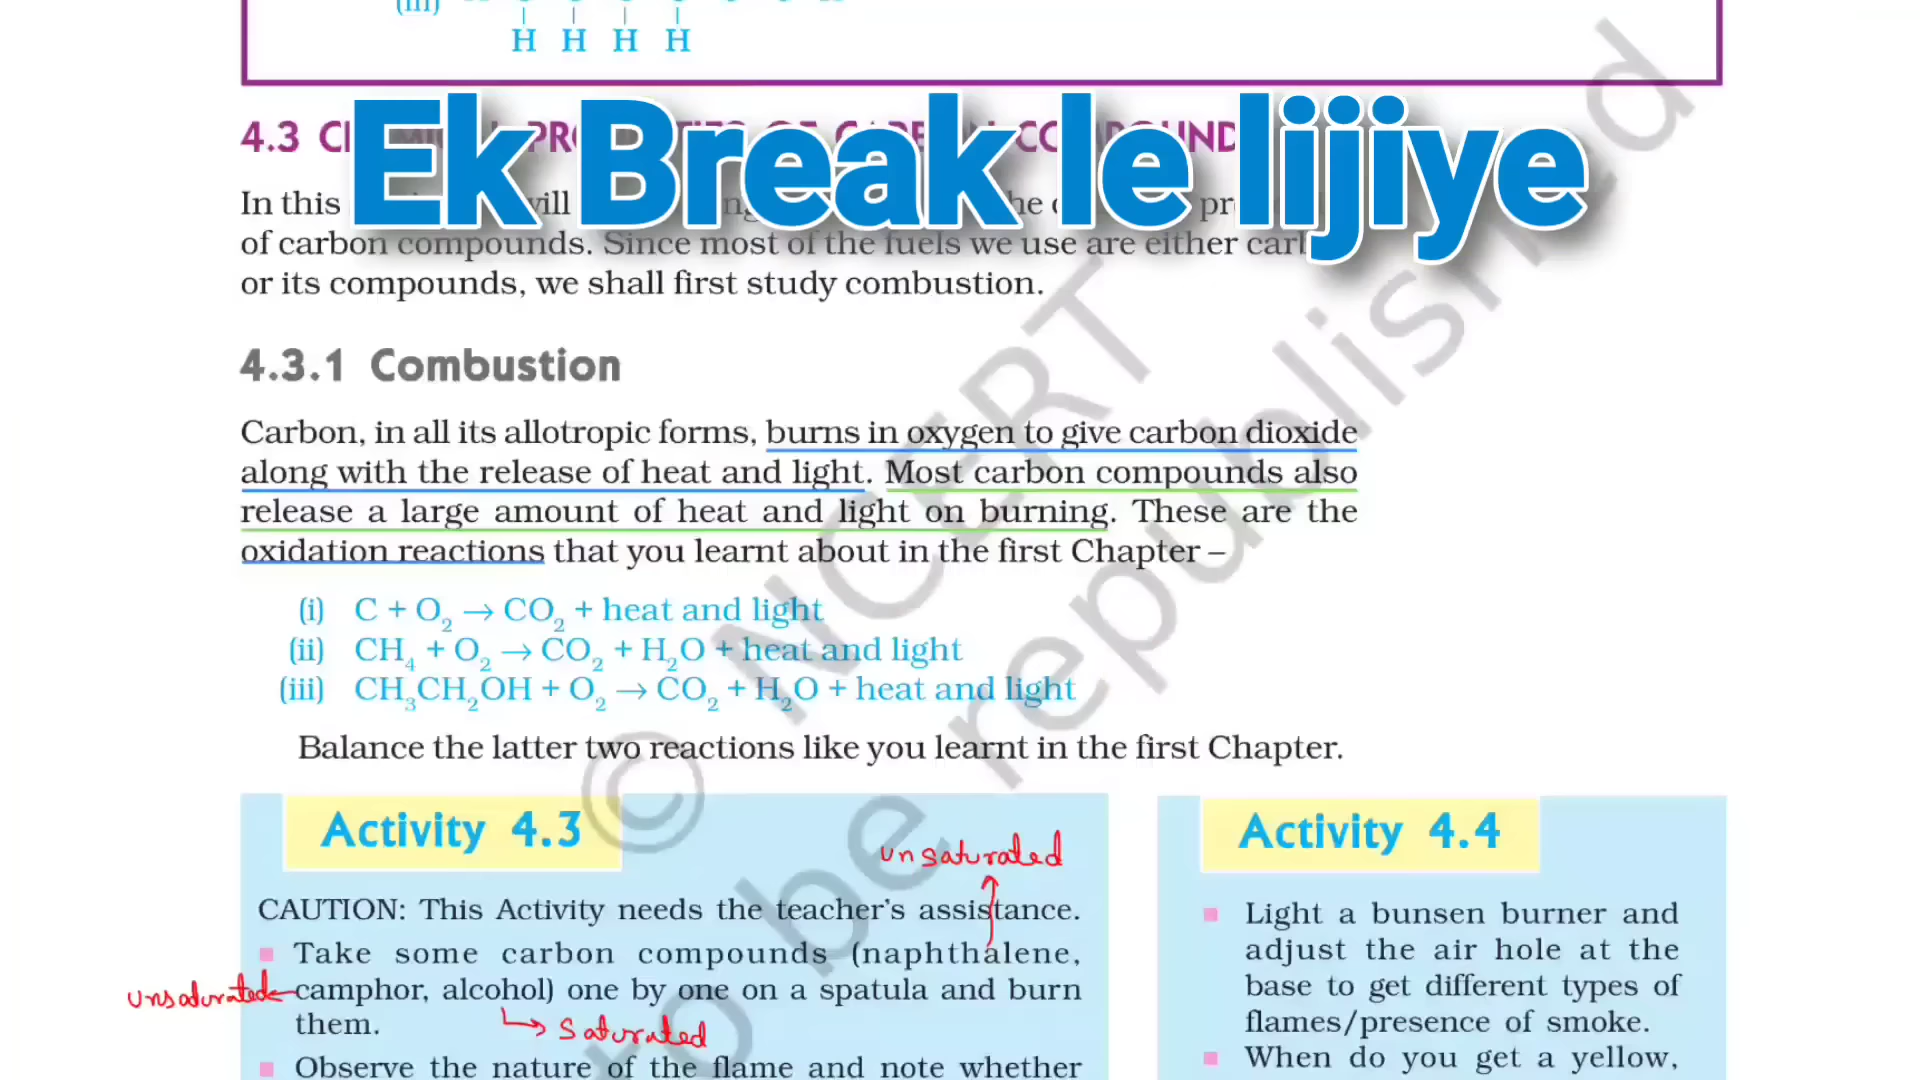 (iii)
H H H H
Ek Break le lijiye
4.3
In this will
of carbon compounds. Since most of the fuels we use are either
or its compounds, we shall first study combustion.
4.3.1 Combustion
Carbon, in all its allotropic forms, burns in oxygen to give carbon dioxide
along with the release of heat and light. Most carbon compounds also
release a large amount of heat and light on burning. These are the
oxidation reactions that you learnt about in the first Chapter –
(i) C + O₂ → CO₂ + heat and light
(ii) CH₄ + O₂ → CO₂ + H₂O + heat and light
(iii) CH₃CH₂OH + O₂ → CO₂ + H₂O + heat and light
Balance the latter two reactions like you learnt in the first Chapter.
Activity 4.3
unsaturated
CAUTION: This Activity needs the teacher's assistance.
Take some carbon compounds (naphthalene,
unsaturated
camphor, alcohol) one by one on a spatula and burn
them.
saturated
Observe the nature of the flame and note whether
Activity 4.4
Light a bunsen burner and
adjust the air hole at the
base to get different types of
flames/presence of smoke.
When do you get a yellow,
© NCERT
to be republished